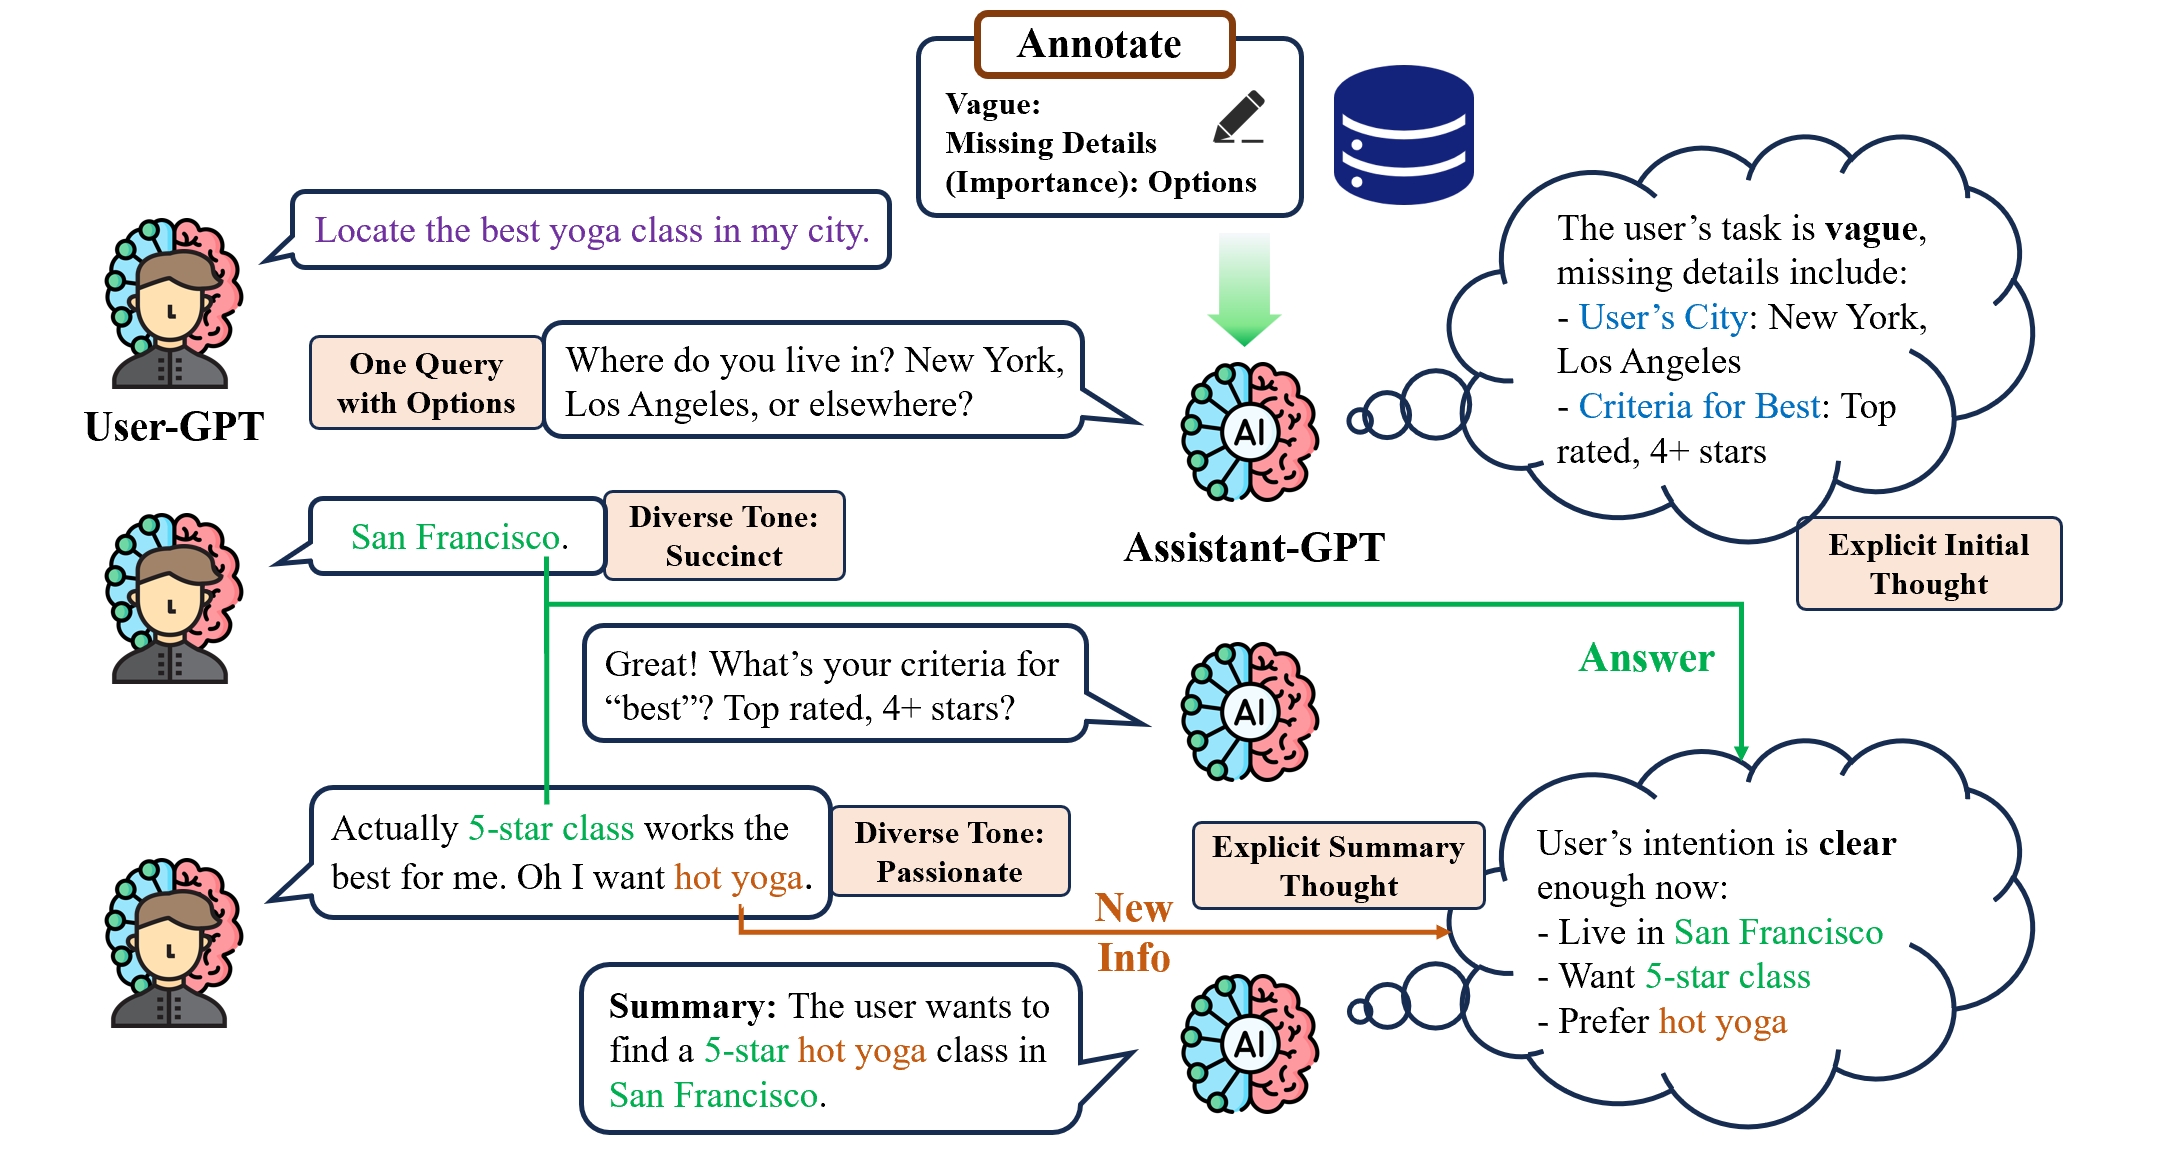 Annotate
Vague:
Missing Details
(Importance): Options
Locate the best yoga class in my city.
User-GPT
One Query
with Options
Where do you live in? New York,
Los Angeles, or elsewhere?
AI
Assistant-GPT
The user’s task is vague,
missing details include:
- User’s City: New York,
Los Angeles
- Criteria for Best: Top
rated, 4+ stars
Explicit Initial
Thought
San Francisco.
Diverse Tone:
Succinct
Answer
Great! What’s your criteria for
“best”? Top rated, 4+ stars?
AI
Actually 5-star class works the
best for me. Oh I want hot yoga.
Diverse Tone:
Passionate
New
Info
Explicit Summary
Thought
User’s intention is clear
enough now:
- Live in San Francisco
- Want 5-star class
- Prefer hot yoga
Summary: The user wants to
find a 5-star hot yoga class in
San Francisco.
AI